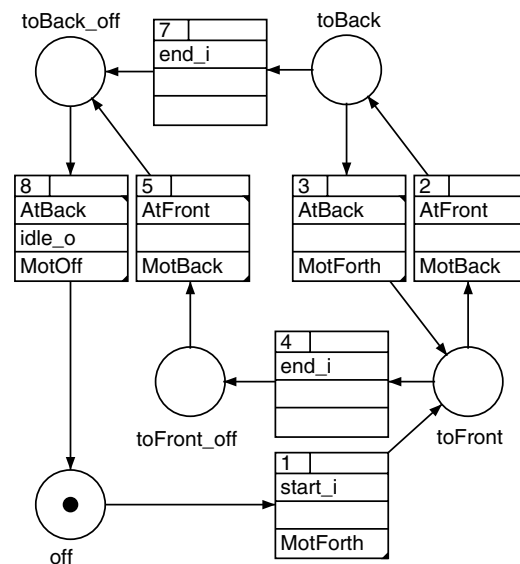 toBack_off
toBack
7
end_i
8
AtBack
idle_o
MotOff
5
AtFront
MotBack
3
AtBack
MotForth
2
AtFront
MotBack
4
end_i
toFront_off
toFront
1
start_i
MotForth
off